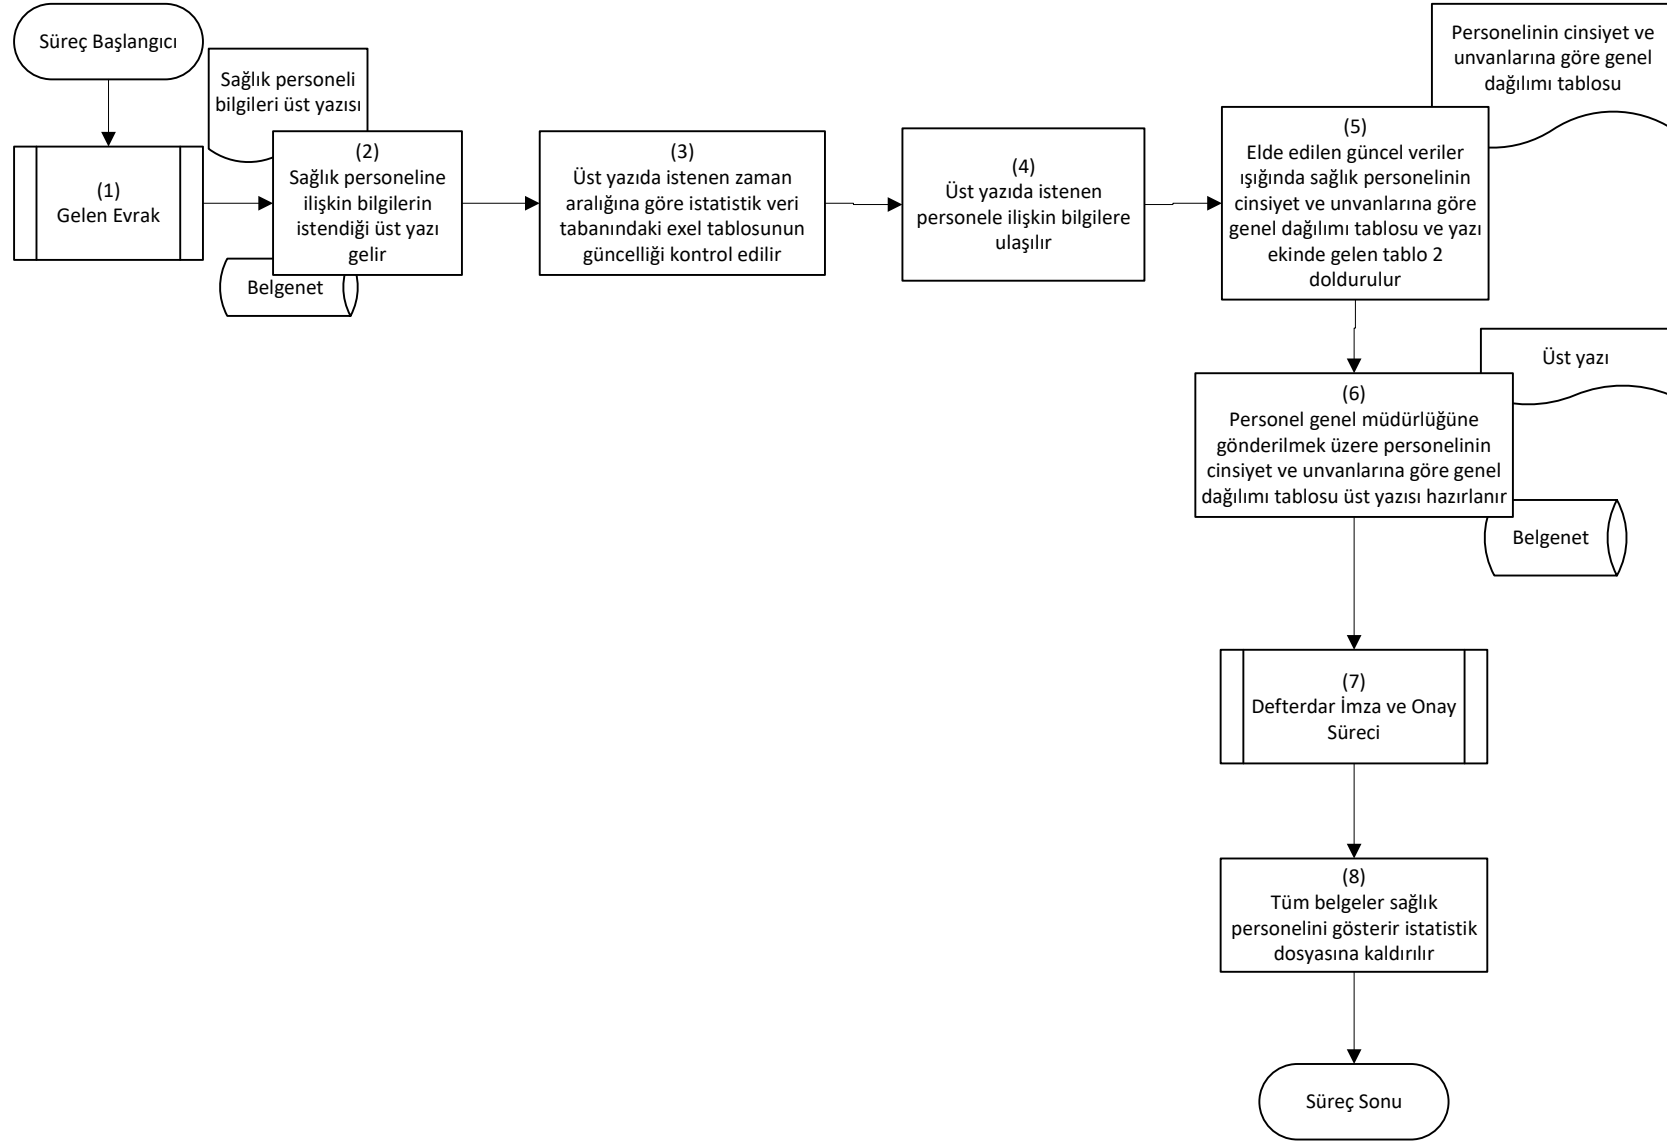 Süreç Başlangıcı
Sağlık personeli
bilgileri üst yazısı
(1)
Gelen Evrak
(2)
Sağlık personeline
ilişkin bilgilerin
istendiği üst yazı
gelir
Belgenet
(3)
Üst yazıda istenen zaman
aralığına göre istatistik veri
tabanındaki exel tablosunun
güncelliği kontrol edilir
(4)
Üst yazıda istenen
personele ilişkin bilgilere
ulaşılır
Personelinin cinsiyet ve
unvanlarına göre genel
dağılımı tablosu
(5)
Elde edilen güncel veriler
ışığında sağlık personelinin
cinsiyet ve unvanlarına göre
genel dağılımı tablosu ve yazı
ekinde gelen tablo 2
doldurulur
Üst yazı
(6)
Personel genel müdürlüğüne
gönderilmek üzere personelinin
cinsiyet ve unvanlarına göre genel
dağılımı tablosu üst yazısı hazırlanır
Belgenet
(7)
Defterdar İmza ve Onay
Süreci
(8)
Tüm belgeler sağlık
personelini gösterir istatistik
dosyasına kaldırılır
Süreç Sonu